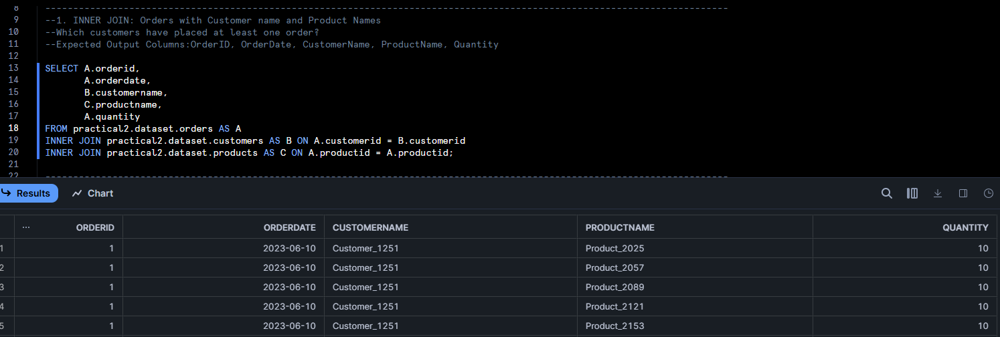 8 ------------------------------------------------------------------------------------------------------------------------
9 --1. INNER JOIN: Orders with Customer name and Product Names
10 --Which customers have placed at least one order?
11 --Expected Output Columns:OrderID, OrderDate, CustomerName, ProductName, Quantity
12
13 SELECT A.orderid,
14 A.orderdate,
15 B.customername,
16 C.productname,
17 A.quantity
18 FROM practical2.dataset.orders AS A
19 INNER JOIN practical2.dataset.customers AS B ON A.customerid = B.customerid
20 INNER JOIN practical2.dataset.products AS C ON A.productid = A.productid;
21
22 ------------------------------------------------------------------------------------------------------------------------
Results Chart
... ORDERID ORDERDATE CUSTOMERNAME PRODUCTNAME QUANTITY
1 1 2023-06-10 Customer_1251 Product_2025 10
2 1 2023-06-10 Customer_1251 Product_2057 10
3 1 2023-06-10 Customer_1251 Product_2089 10
4 1 2023-06-10 Customer_1251 Product_2121 10
5 1 2023-06-10 Customer_1251 Product_2153 10